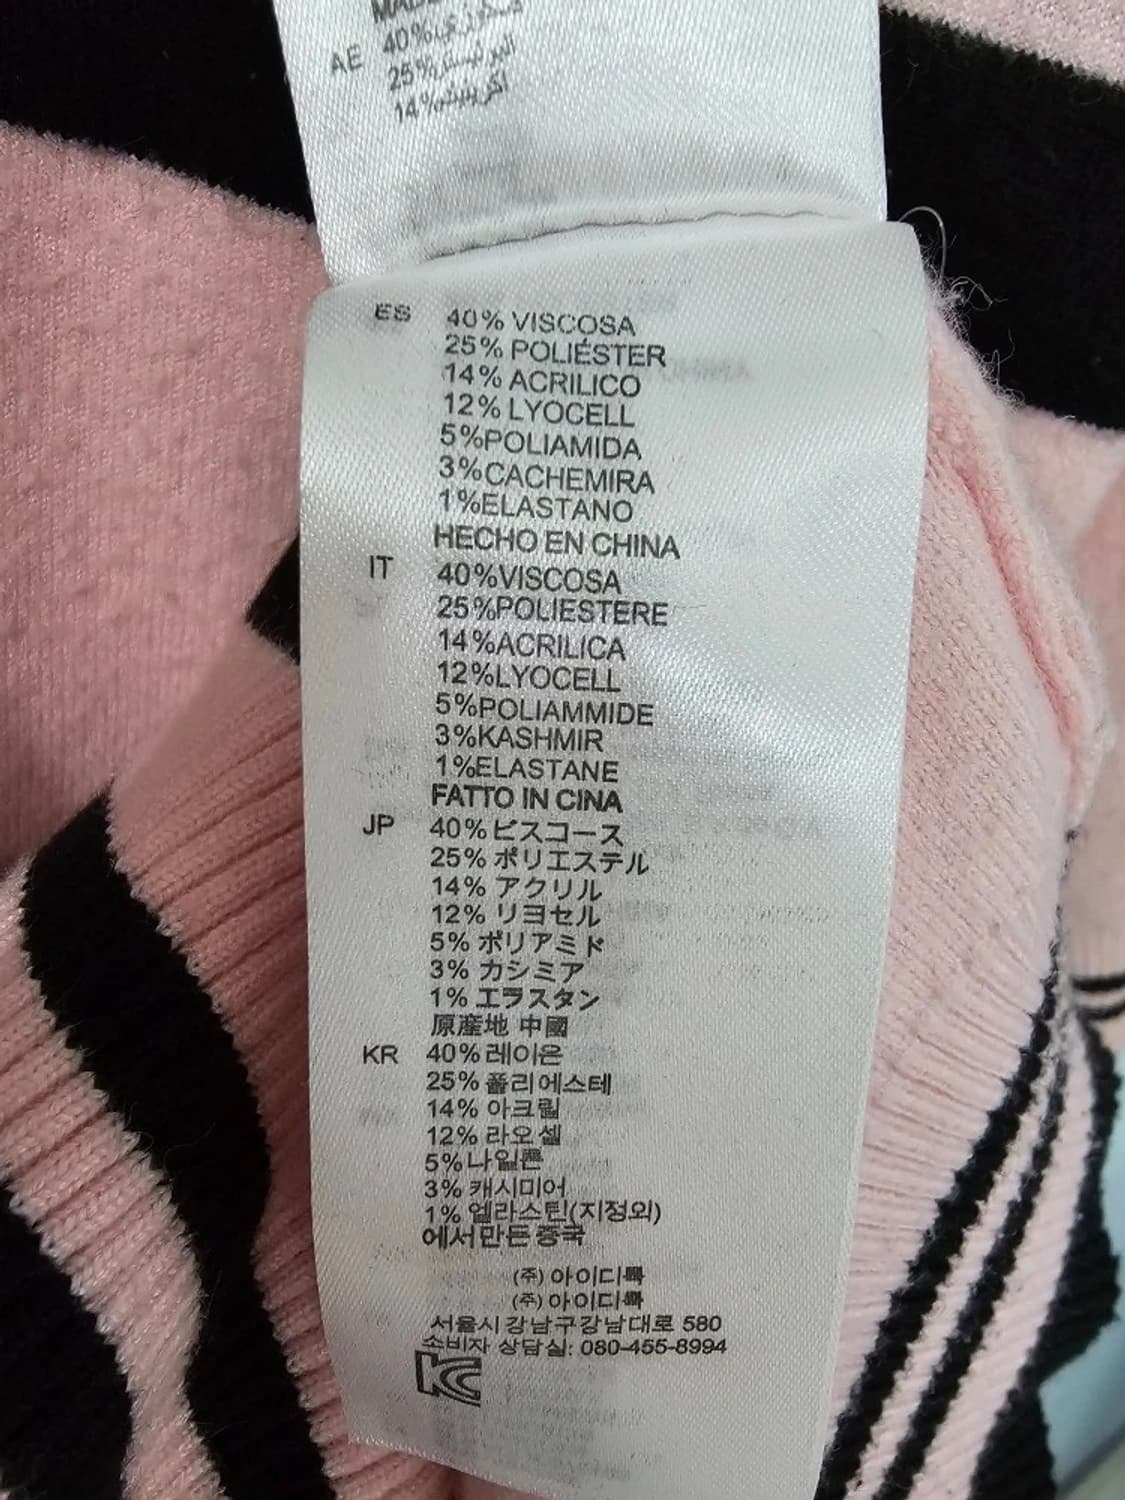 AE 40%
25%
14%
ES 40% VISCOSA
25% POLIÉSTER
14% ACRILICO
12% LYOCELL
5%POLIAMIDA
3%CACHEMIRA
1%ELASTANO
HECHO EN CHINA
IT 40%VISCOSA
25%POLIESTERE
14%ACRILICA
12%LYOCELL
5%POLIAMMIDE
3%KASHMIR
1%ELASTANE
FATTO IN CINA
JP 40% ビスコース
25% ポリエステル
14% アクリル
12% リヨセル
5% ポリアミド
3% カシミア
1% エラスタン
原産地 中國
KR 40% 레이온
25% 폴리에스테
14% 아크릴
12% 라오셀
5% 나일론
3% 캐시미어
1% 엘라스틴(지정외)
에서만든 중국
(주) 아이디룩
(주) 아이디룩
서울시강남구강남대로 580
소비자 상담실: 080-455-8994
KC